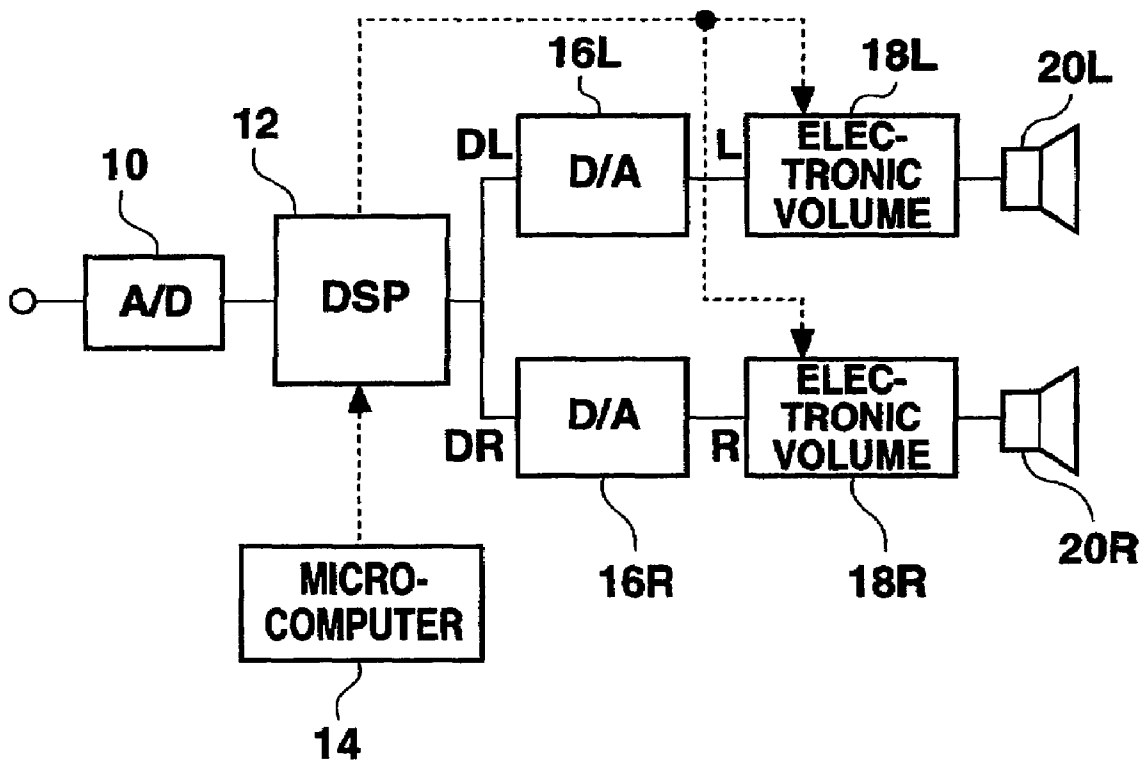 16L
18L
20L
12
DL
D/A
L
ELEC-
TRONIC
VOLUME
10
A/D
DSP
DR
D/A
R
ELEC-
TRONIC
VOLUME
MICRO-
COMPUTER
16R
18R
20R
14